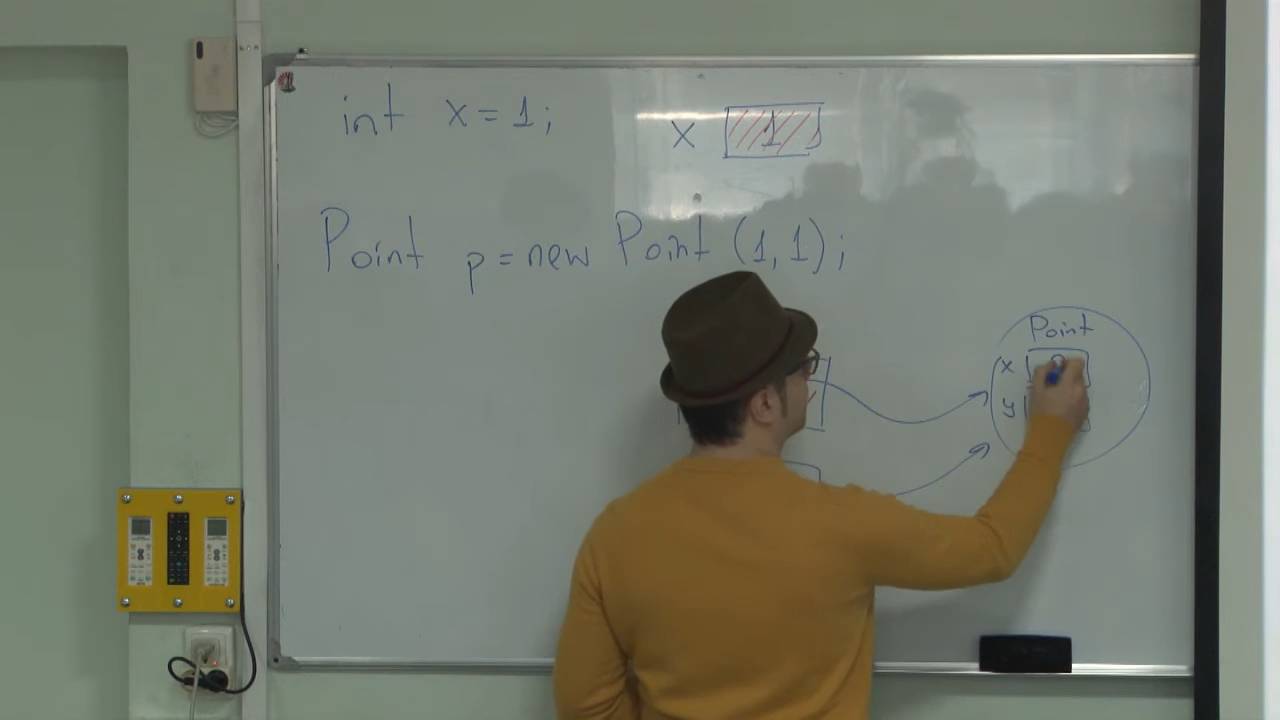 int x = 1;
x 1
Point p = new Point (1, 1);
Point
x
y